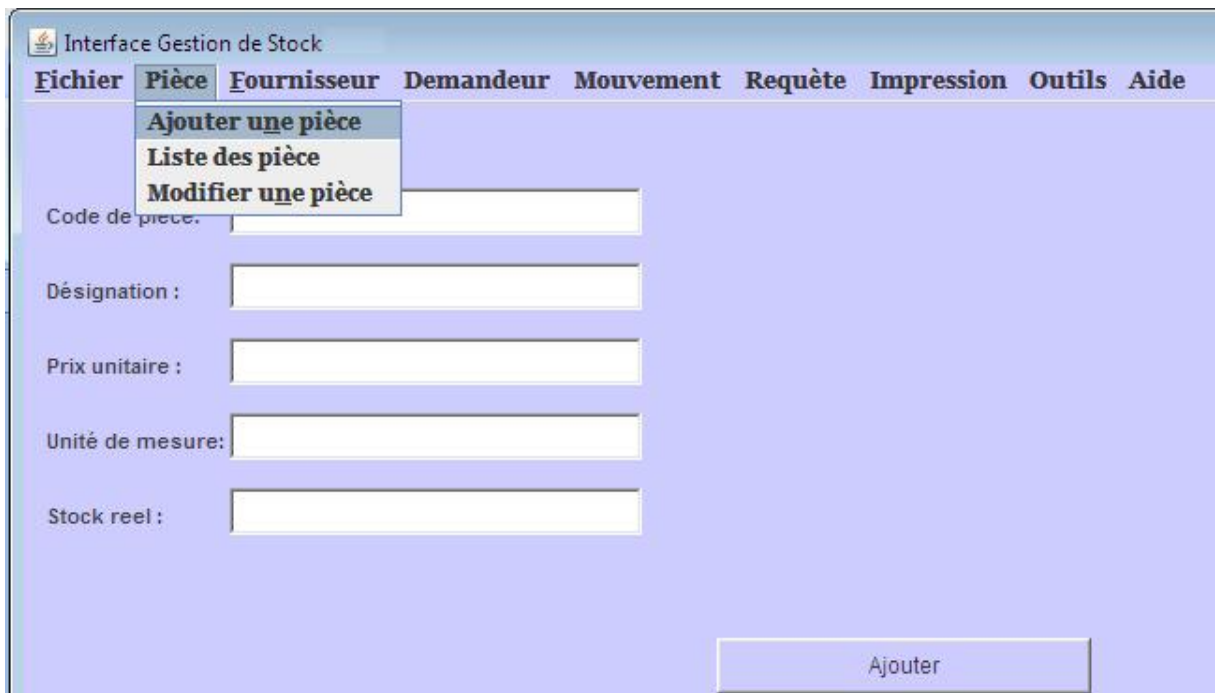 Interface Gestion de Stock
Fichier Pièce Fournisseur Demandeur Mouvement Requète Impression Outils Aide
Ajouter une pièce
Liste des pièce
Modifier une pièce
Code de pièce:
Désignation :
Prix unitaire :
Unité de mesure:
Stock reel :
Ajouter